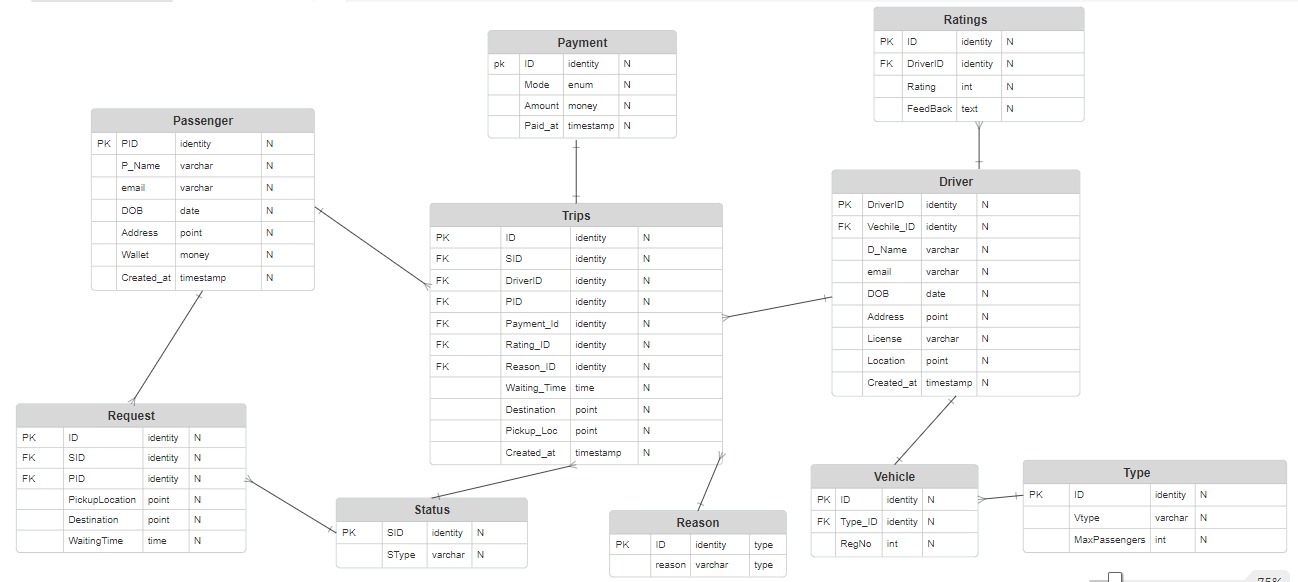 Ratings
PK ID identity N
FK DriverID identity N
Rating int N
FeedBack text N
Payment
pk ID identity N
Mode enum N
Amount money N
Paid_at timestamp N
Passenger
PK PID identity N
P_Name varchar N
email varchar N
DOB date N
Address point N
Wallet money N
Created_at timestamp N
Driver
PK DriverID identity N
FK Vechile_ID identity N
D_Name varchar N
email varchar N
DOB date N
Address point N
License varchar N
Location point N
Created_at timestamp N
Trips
PK ID identity N
FK SID identity N
FK DriverID identity N
FK PID identity N
FK Payment_Id identity N
FK Rating_ID identity N
FK Reason_ID identity N
Waiting_Time time N
Destination point N
Pickup_Loc point N
Created_at timestamp N
Request
PK ID identity N
FK SID identity N
FK PID identity N
PickupLocation point N
Destination point N
WaitingTime time N
Status
PK SID identity N
SType varchar N
Reason
PK ID identity type
reason varchar type
Vehicle
PK ID identity N
FK Type_ID identity N
RegNo int N
Type
PK ID identity N
Vtype varchar N
MaxPassengers int N
75%